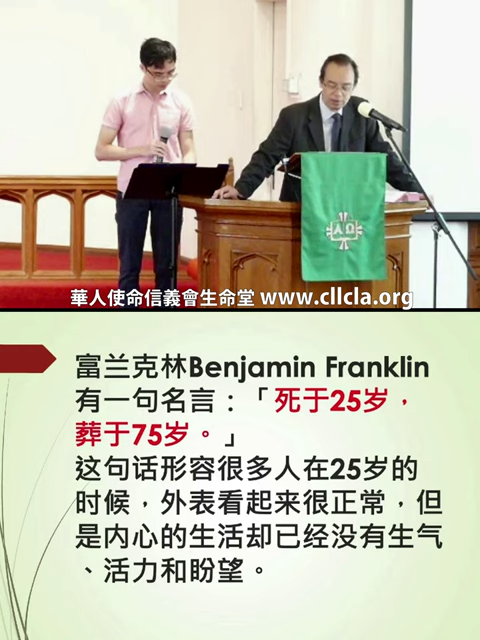 ΑΩ
華人使命信義會生命堂 www.cllcla.org
富兰克林Benjamin Franklin
有一句名言：「死于25岁，
葬于75岁。」
这句话形容很多人在25岁的
时候，外表看起来很正常，但
是内心的生活却已经没有生气
、活力和盼望。